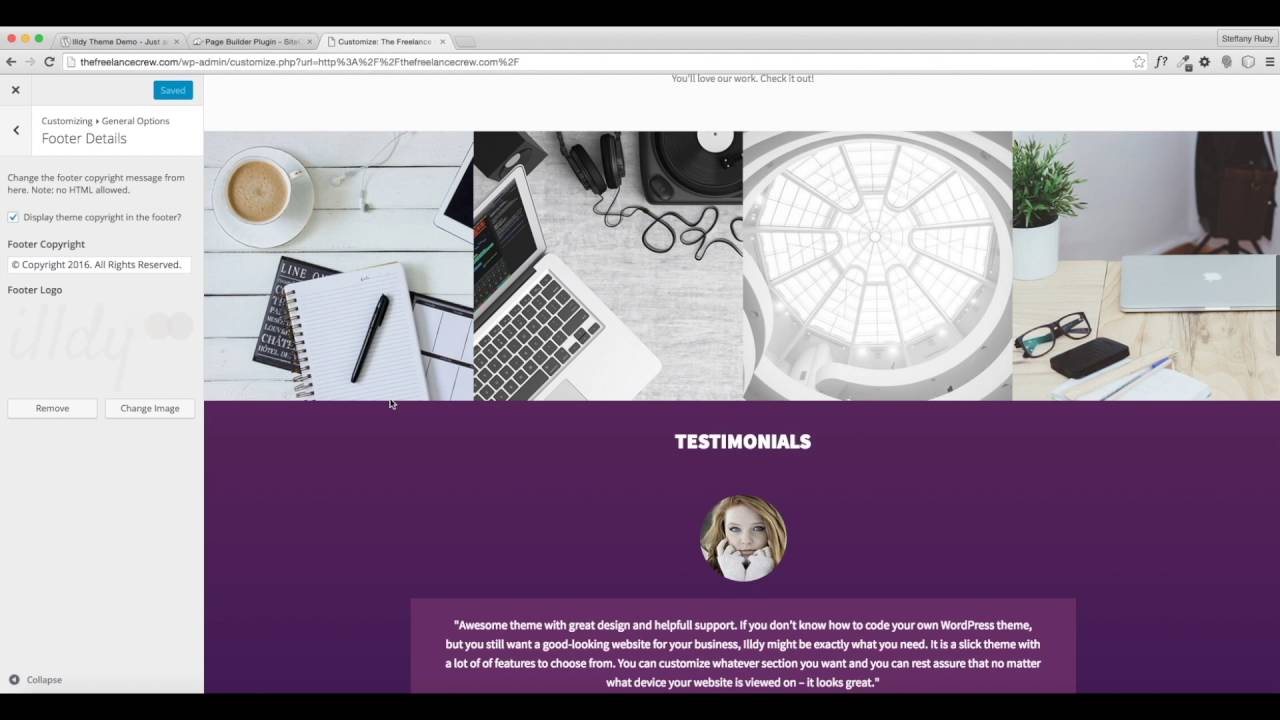 Illdy Theme Demo - Just
Page Builder Plugin - Site
Customize: The Freelance
Steffany Ruby
thefreelancecrew.com/wp-admin/customize.php?url=http%3A%2F%2Fthefreelancecrew.com%2F
f?
Saved
Customizing ▸ General Options
Footer Details
Change the footer copyright message from
here. Note: no HTML allowed.
Display theme copyright in the footer?
Footer Copyright
© Copyright 2016. All Rights Reserved.
Footer Logo
illdy
Remove
Change Image
Collapse
You'll love our work. Check it out!
LINE
TESTIMONIALS
"Awesome theme with great design and helpfull support. If you don't know how to code your own WordPress theme,
but you still want a good-looking website for your business, Illdy might be exactly what you need. It is a slick theme with
a lot of of features to choose from. You can customize whatever section you want and you can rest assure that no matter
what device your website is viewed on – it looks great."